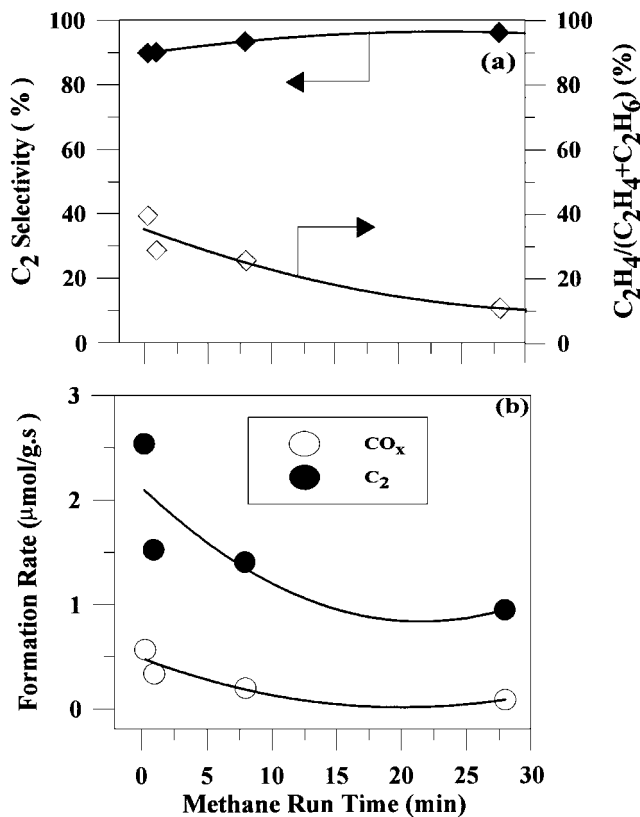 100
80
60
40
20
0
C2 Selectivity ( % )
(a)
100
80
60
40
20
0
C2H4/(C2H4+C2H6) (%)
3
2
1
0
Formation Rate (μmol/g.s)
(b)
COx
C2
0 5 10 15 20 25 30
Methane Run Time (min)